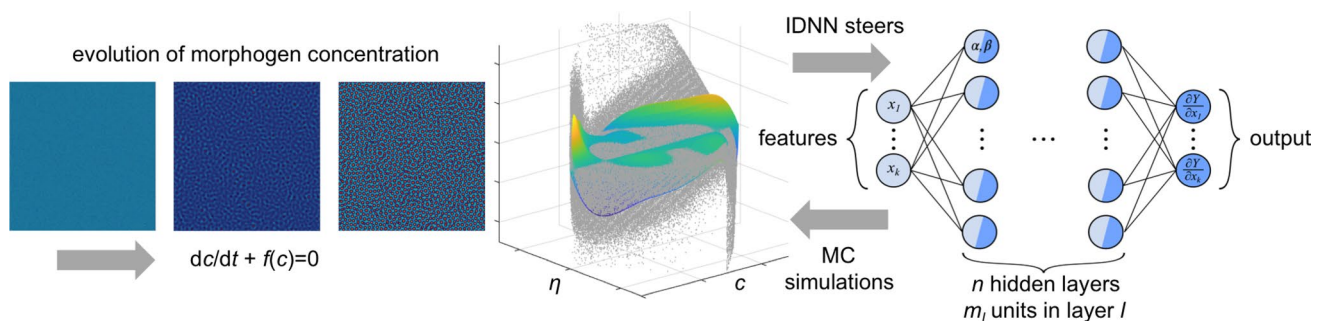 evolution of morphogen concentration
dc/dt + f(c)=0
η
c
IDNN steers
MC
simulations
features
x₁
xₖ
α, β
∂Y/∂x₁
∂Y/∂xₖ
output
n hidden layers
mₗ units in layer l